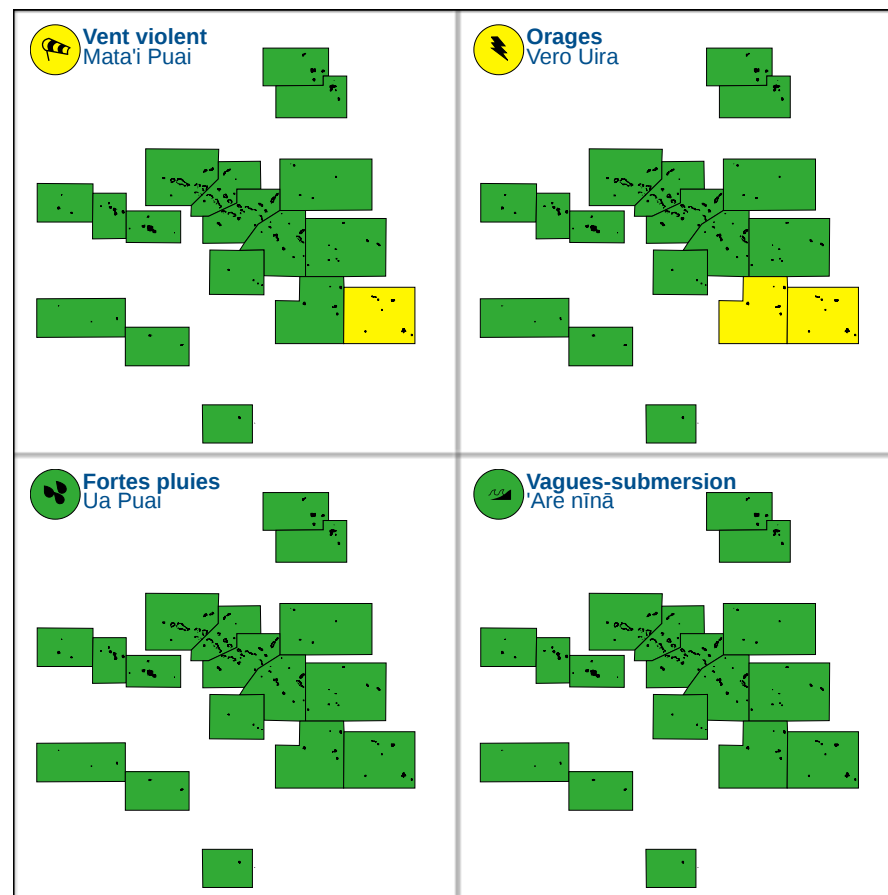 Vent violent
Mata'i Puai
Orages
Vero Uira
Fortes pluies
Ua Puai
Vagues-submersion
'Are nīnā